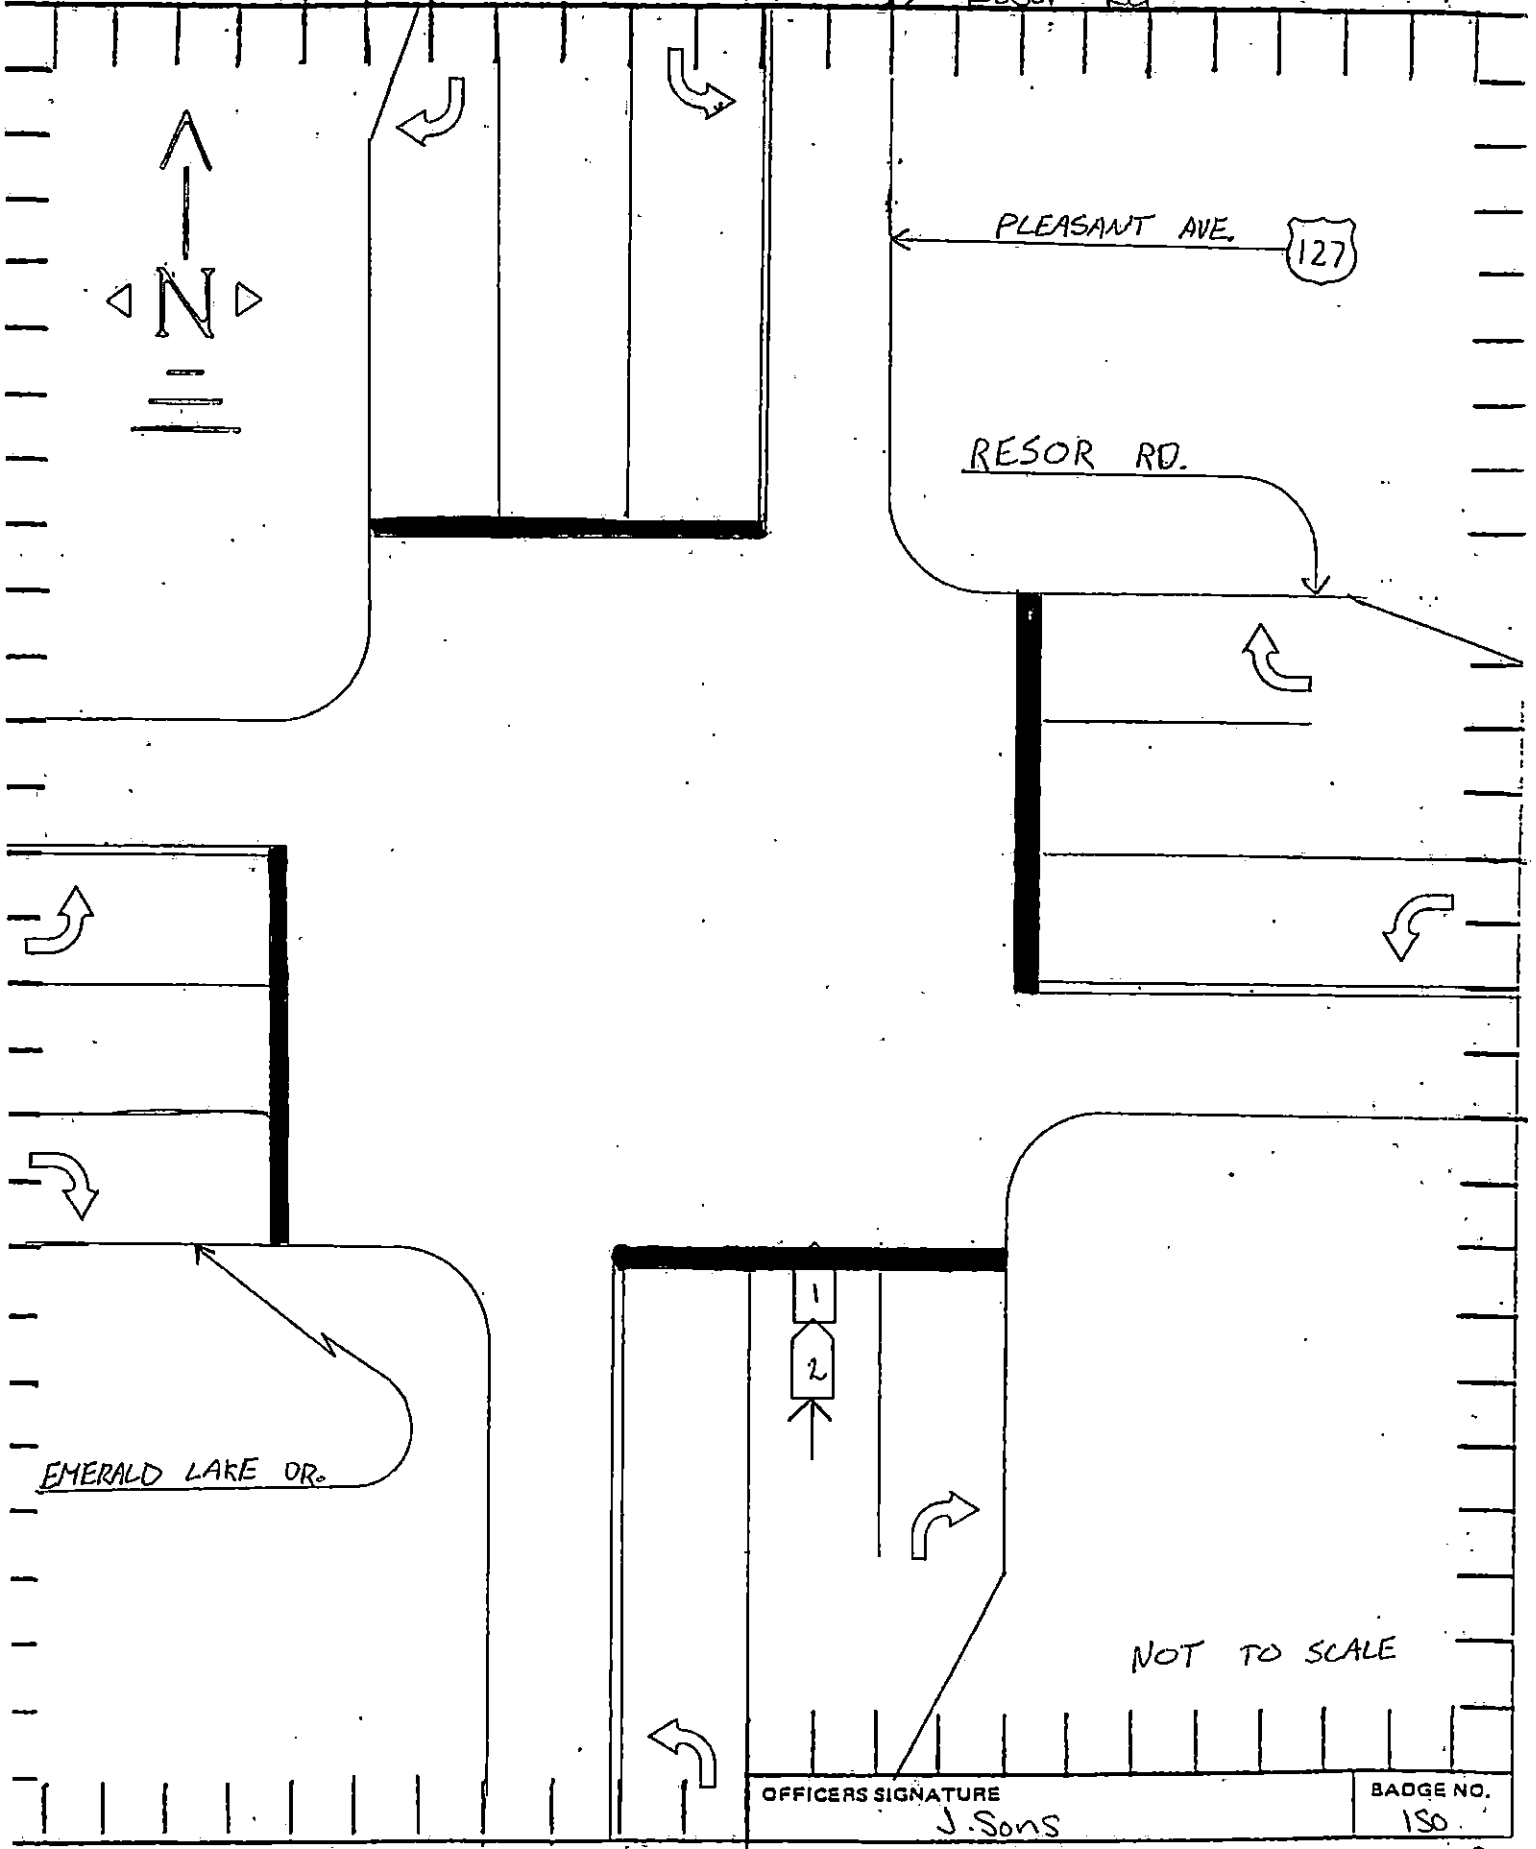 PLEASANT AVE.
127
N
RESOR RD.
1
2
EMERALD LAKE DR.
NOT TO SCALE
OFFICERS SIGNATURE
J. Sons
BADGE NO.
150